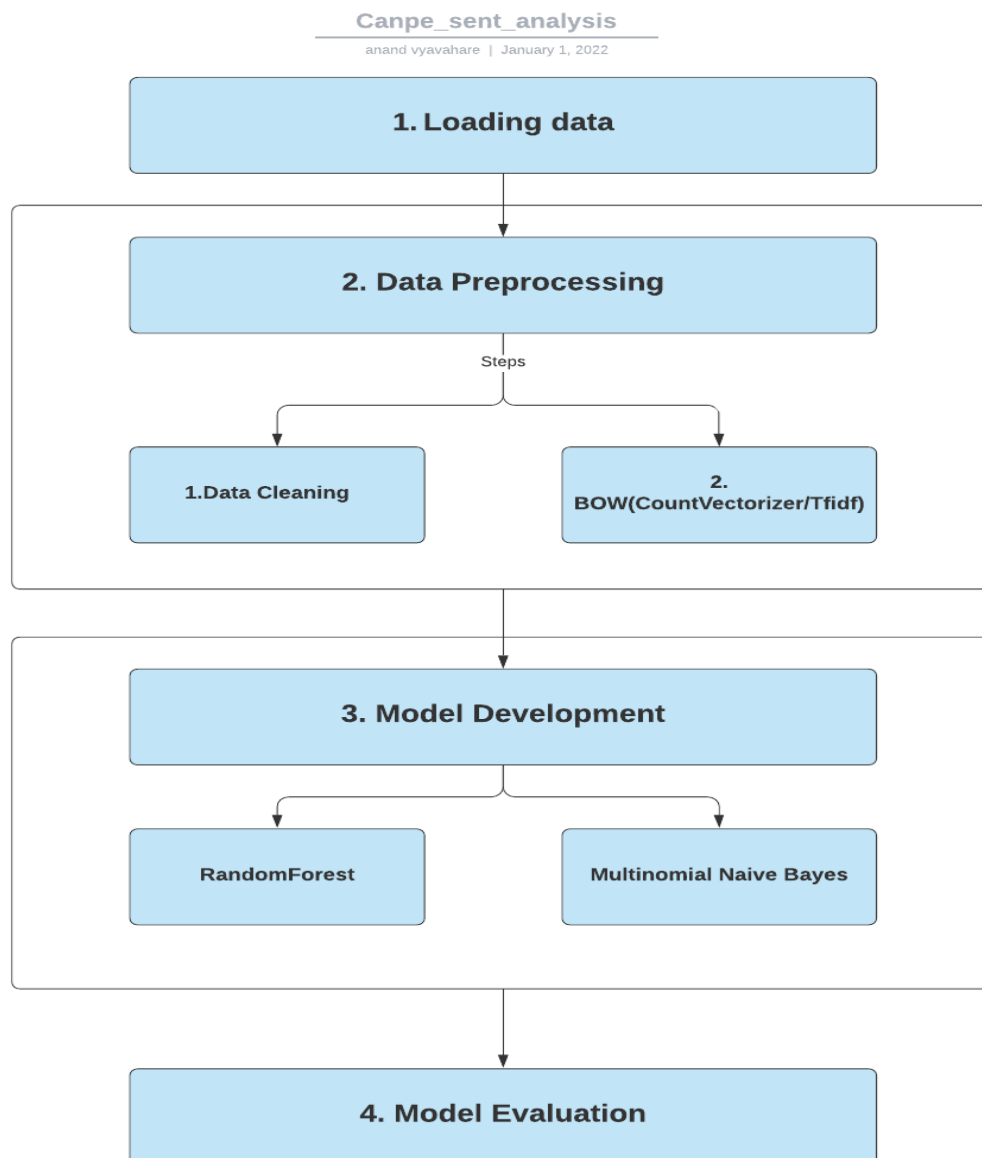 Canpe_sent_analysis
anand vyavahare | January 1, 2022
1. Loading data
2. Data Preprocessing
Steps
1.Data Cleaning
2.
BOW(CountVectorizer/Tfidf)
3. Model Development
RandomForest
Multinomial Naive Bayes
4. Model Evaluation